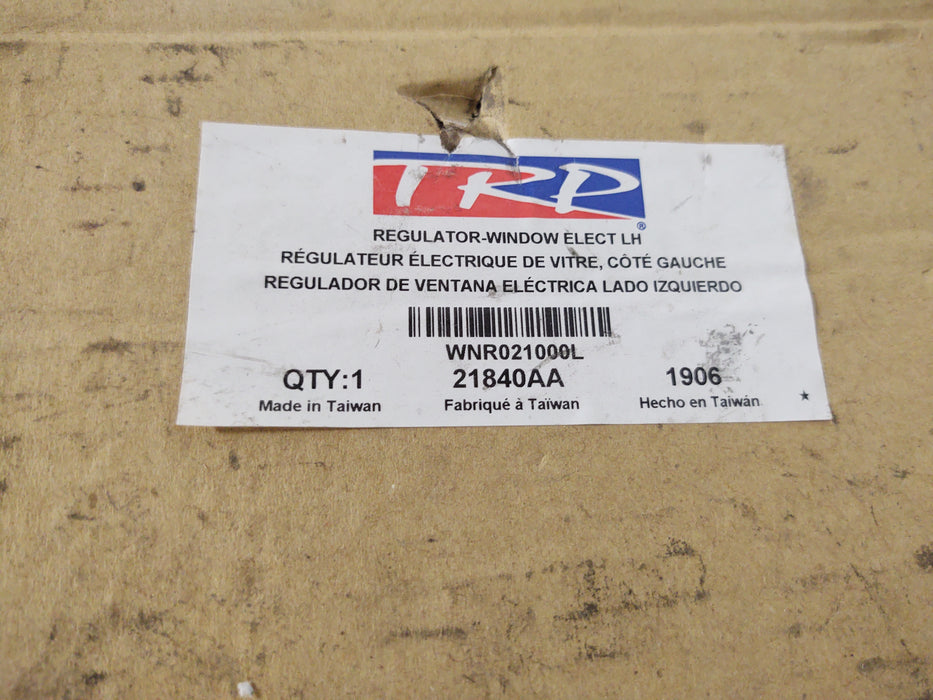 TRP®
REGULATOR-WINDOW ELECT LH
RÉGULATEUR ÉLECTRIQUE DE VITRE, CÔTÉ GAUCHE
REGULADOR DE VENTANA ELÉCTRICA LADO IZQUIERDO
WNR021000L
QTY:1 21840AA 1906
Made in Taiwan Fabriqué à Taïwan Hecho en Taiwán